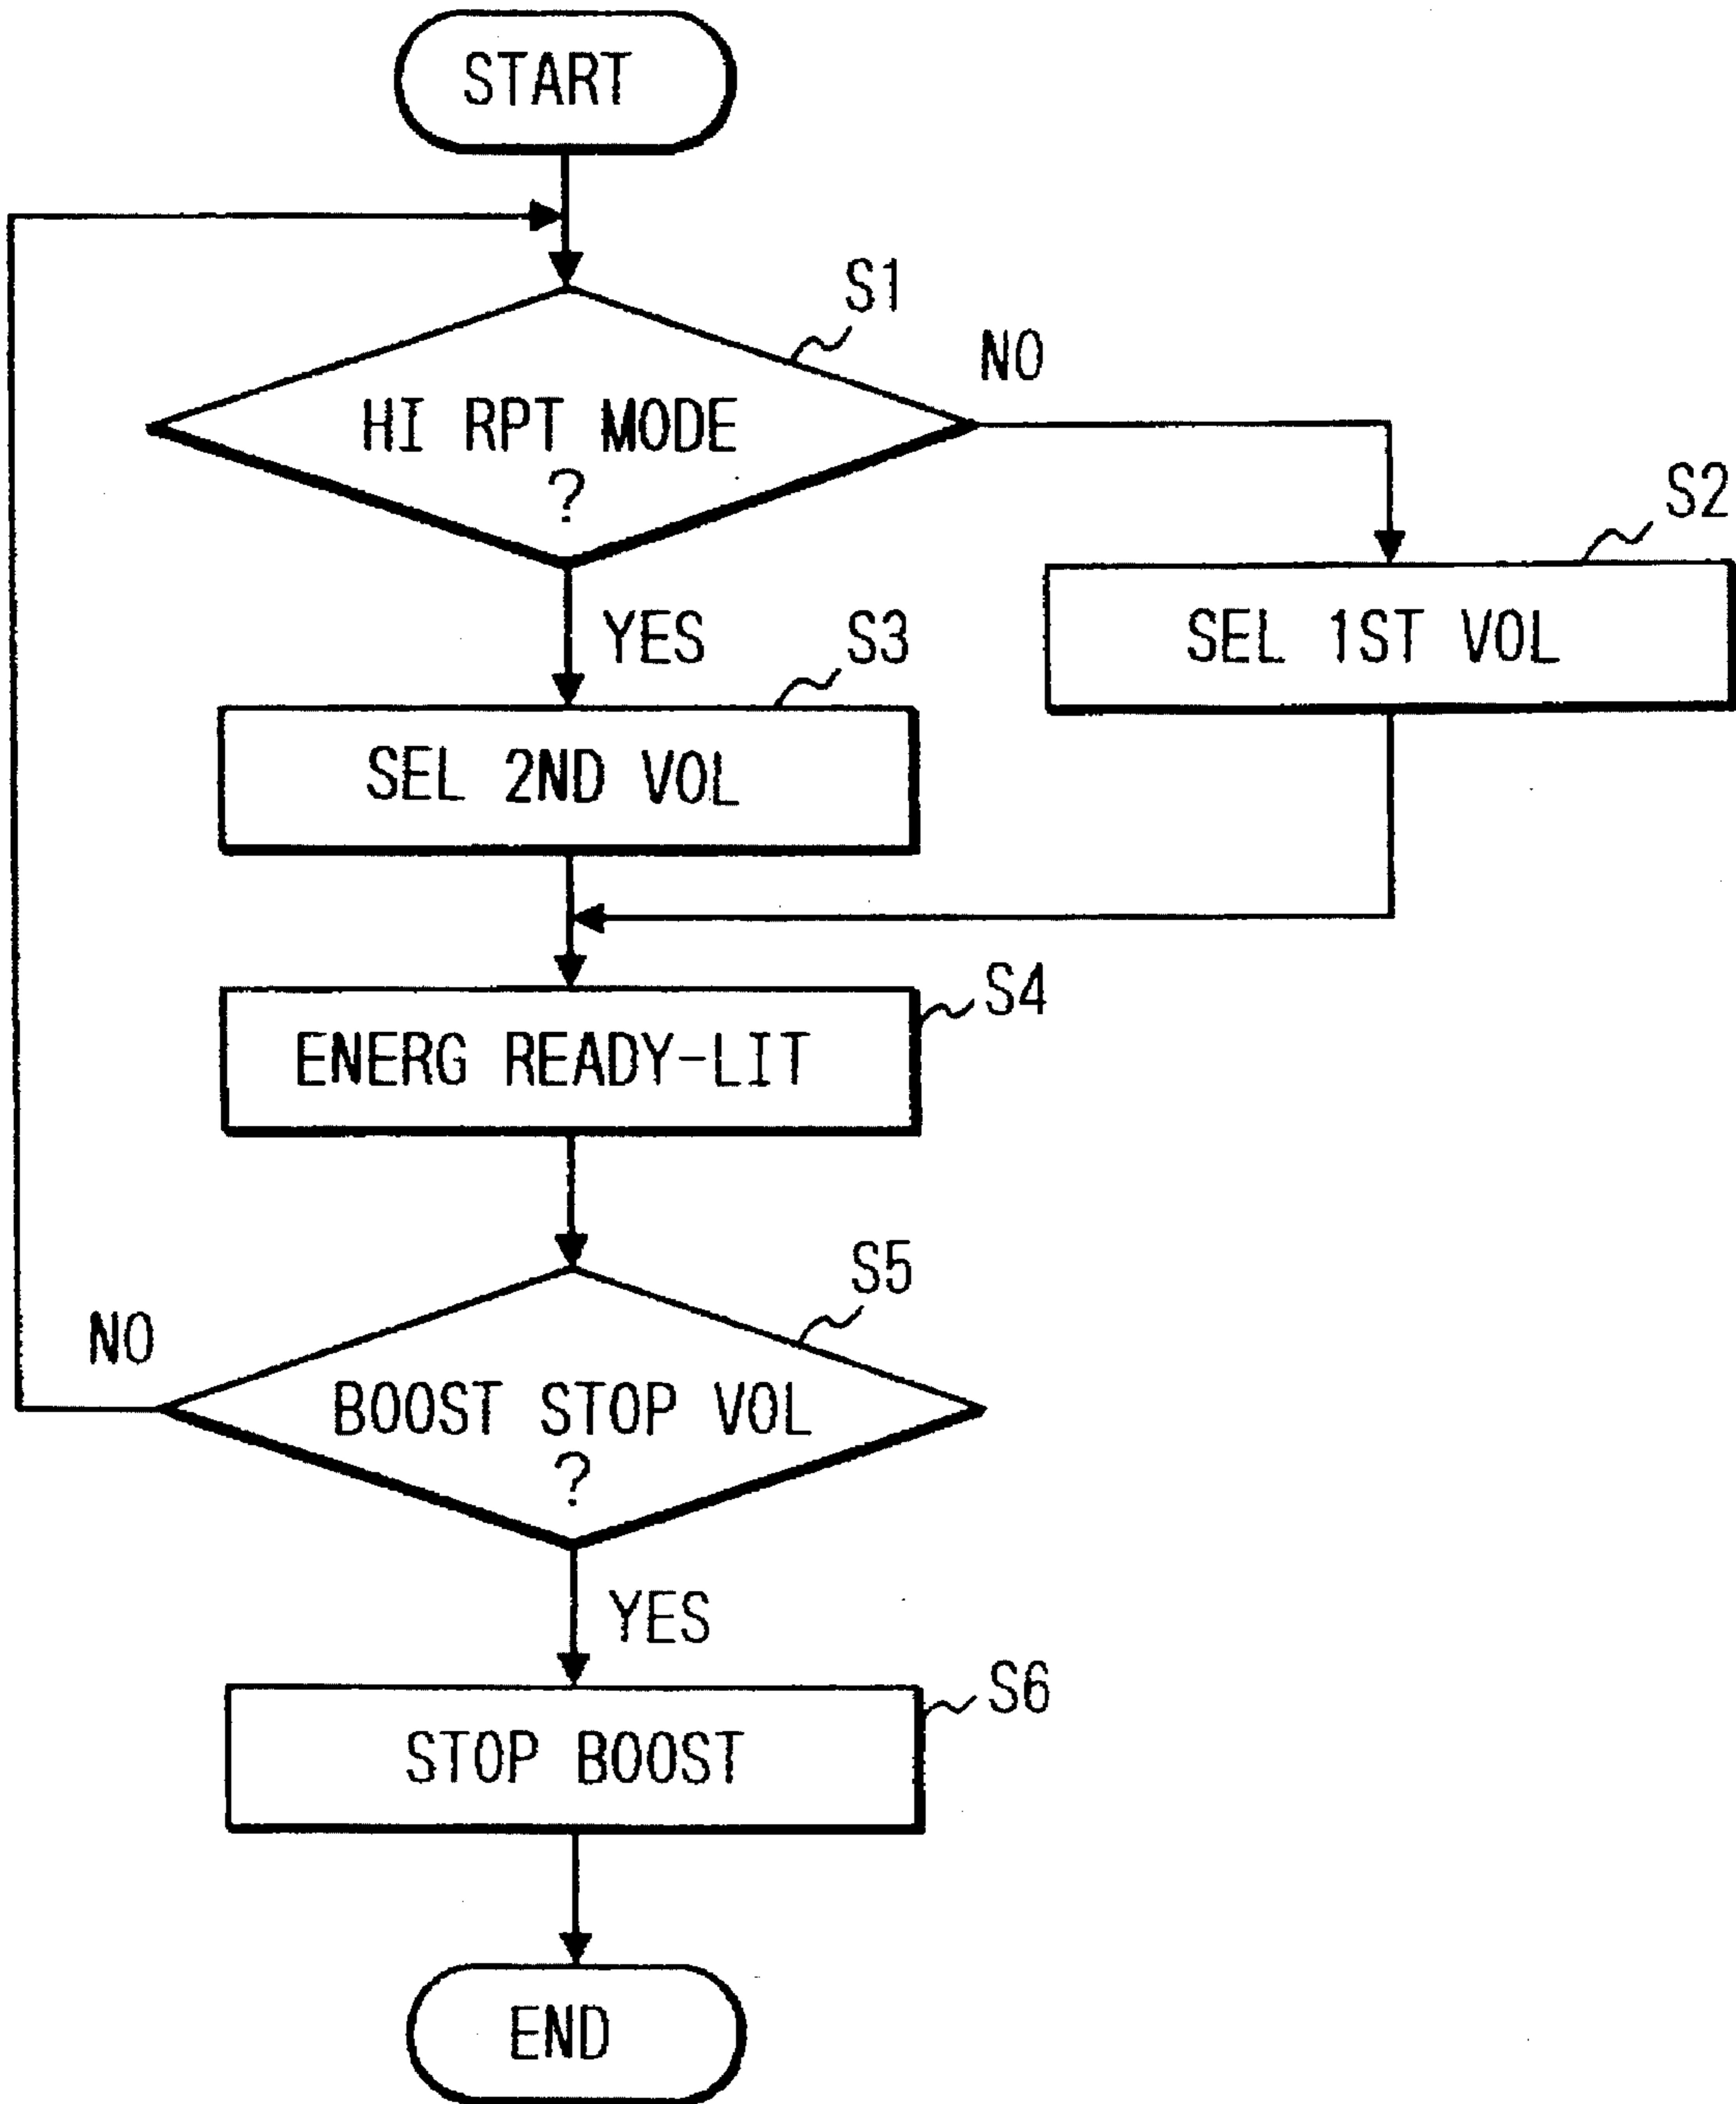 START
S1
NO
HI RPT MODE
?
S2
YES
S3
SEL 1ST VOL
SEL 2ND VOL
S4
ENERG READY-LIT
S5
NO
BOOST STOP VOL
?
YES
S6
STOP BOOST
END